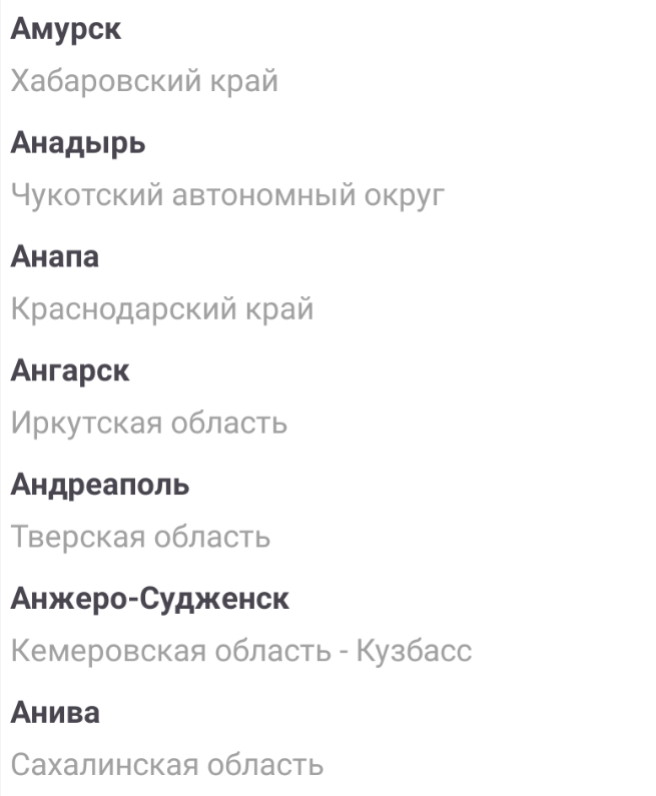 Амурск
Хабаровский край
Анадырь
Чукотский автономный округ
Анапа
Краснодарский край
Ангарск
Иркутская область
Андреаполь
Тверская область
Анжеро-Судженск
Кемеровская область - Кузбасс
Анива
Сахалинская область